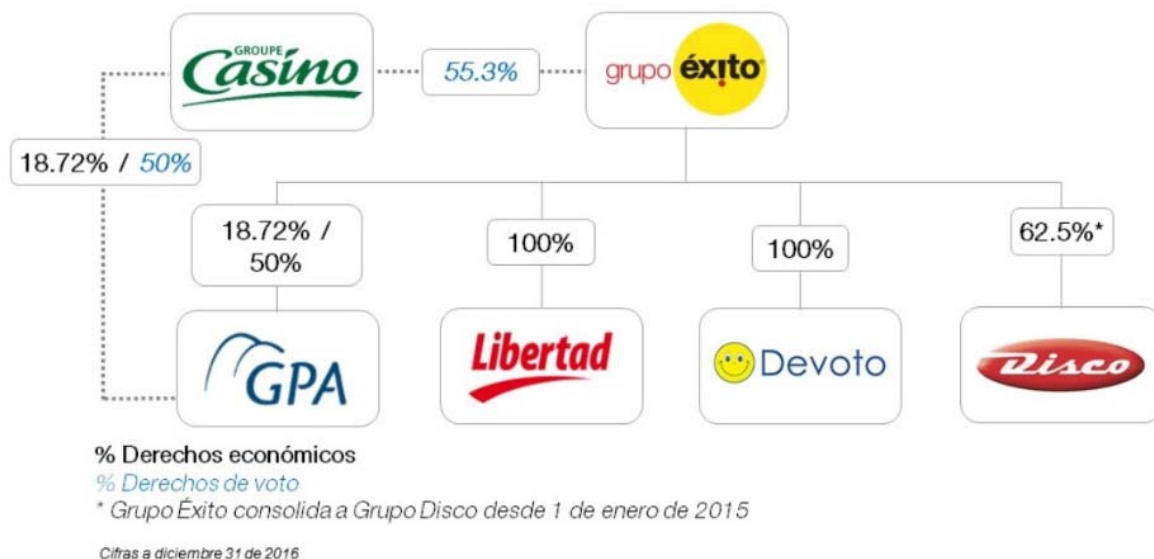 GROUPE
Casino
55.3%
grupo éxito
18.72% / 50%
18.72% /
50%
100%
100%
62.5%*
GPA
Libertad
Devoto
Disco
% Derechos económicos
% Derechos de voto
* Grupo Éxito consolida a Grupo Disco desde 1 de enero de 2015
Cifras a diciembre 31 de 2016